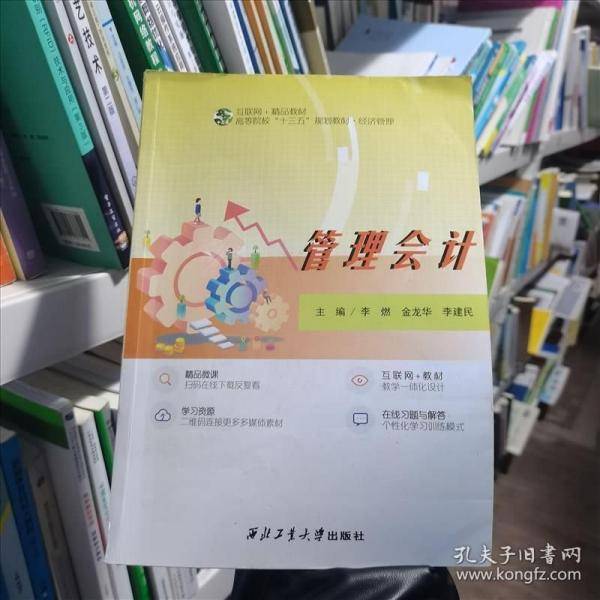 艺技术
互联网+精品教材
高等院校“十三五”规划教材·经济管理
管理会计
主 编/李 燃 金龙华 李建民
精品微课
扫码在线下载反复看
互联网+教材
教学一体化设计
学习资源
二维码连接更多多媒体素材
在线习题与解答
个性化学习训练模式
西北工业大学出版社
孔夫子旧书网
www.kongfz.com